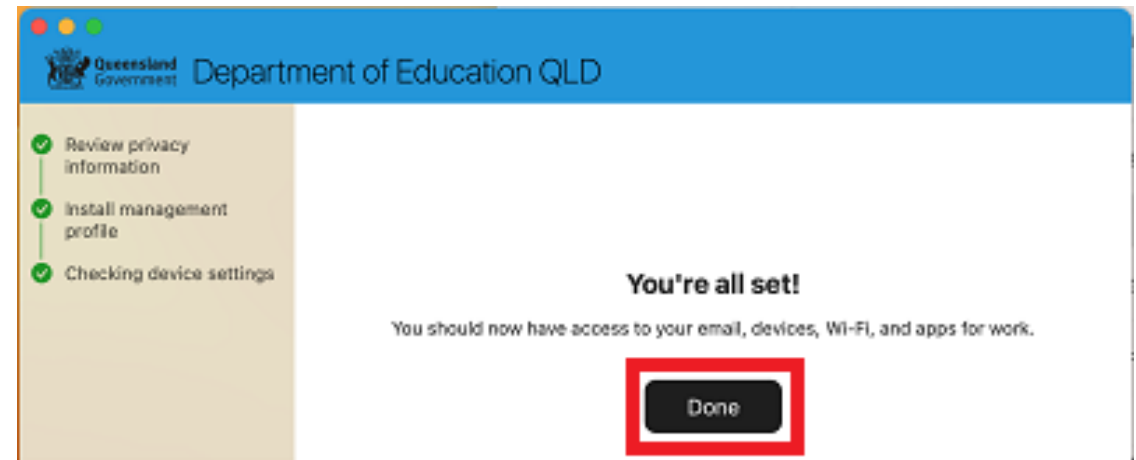 Queensland
Government
Department of Education QLD
Review privacy
information
Install management
profile
Checking device settings
You're all set!
You should now have access to your email, devices, Wi-Fi, and apps for work.
Done